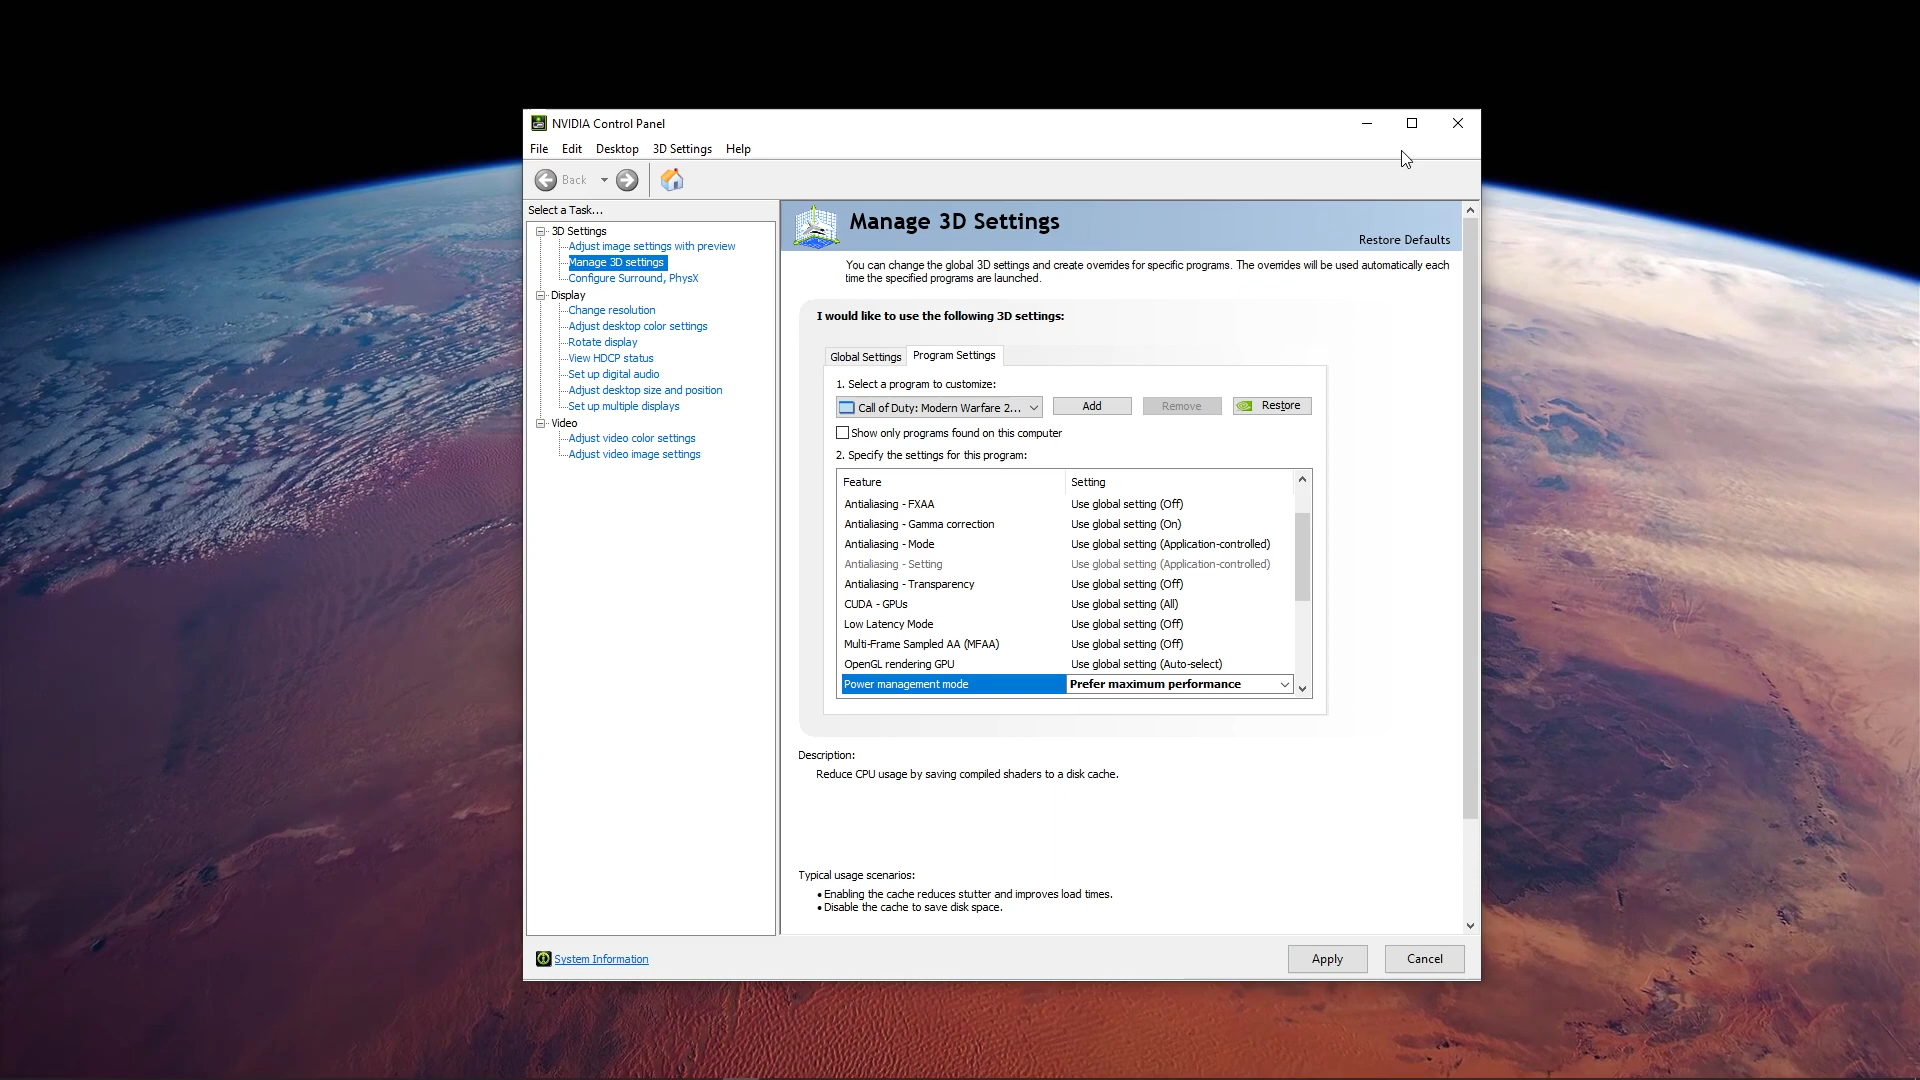 NVIDIA Control Panel
File Edit Desktop 3D Settings Help
Back
Select a Task...
3D Settings
Adjust image settings with preview
Manage 3D settings
Configure Surround, PhysX
Display
Change resolution
Adjust desktop color settings
Rotate display
View HDCP status
Set up digital audio
Adjust desktop size and position
Set up multiple displays
Video
Adjust video color settings
Adjust video image settings
Manage 3D Settings
Restore Defaults
You can change the global 3D settings and create overrides for specific programs. The overrides will be used automatically each
time the specified programs are launched.
I would like to use the following 3D settings:
Global Settings Program Settings
1. Select a program to customize:
Call of Duty: Modern Warfare 2... Add Remove Restore
Show only programs found on this computer
2. Specify the settings for this program:
Feature Setting
Antialiasing - FXAA Use global setting (Off)
Antialiasing - Gamma correction Use global setting (On)
Antialiasing - Mode Use global setting (Application-controlled)
Antialiasing - Setting Use global setting (Application-controlled)
Antialiasing - Transparency Use global setting (Off)
CUDA - GPUs Use global setting (All)
Low Latency Mode Use global setting (Off)
Multi-Frame Sampled AA (MFAA) Use global setting (Off)
OpenGL rendering GPU Use global setting (Auto-select)
Power management mode Prefer maximum performance
Description:
Reduce CPU usage by saving compiled shaders to a disk cache.
Typical usage scenarios:
• Enabling the cache reduces stutter and improves load times.
• Disable the cache to save disk space.
System Information
Apply Cancel